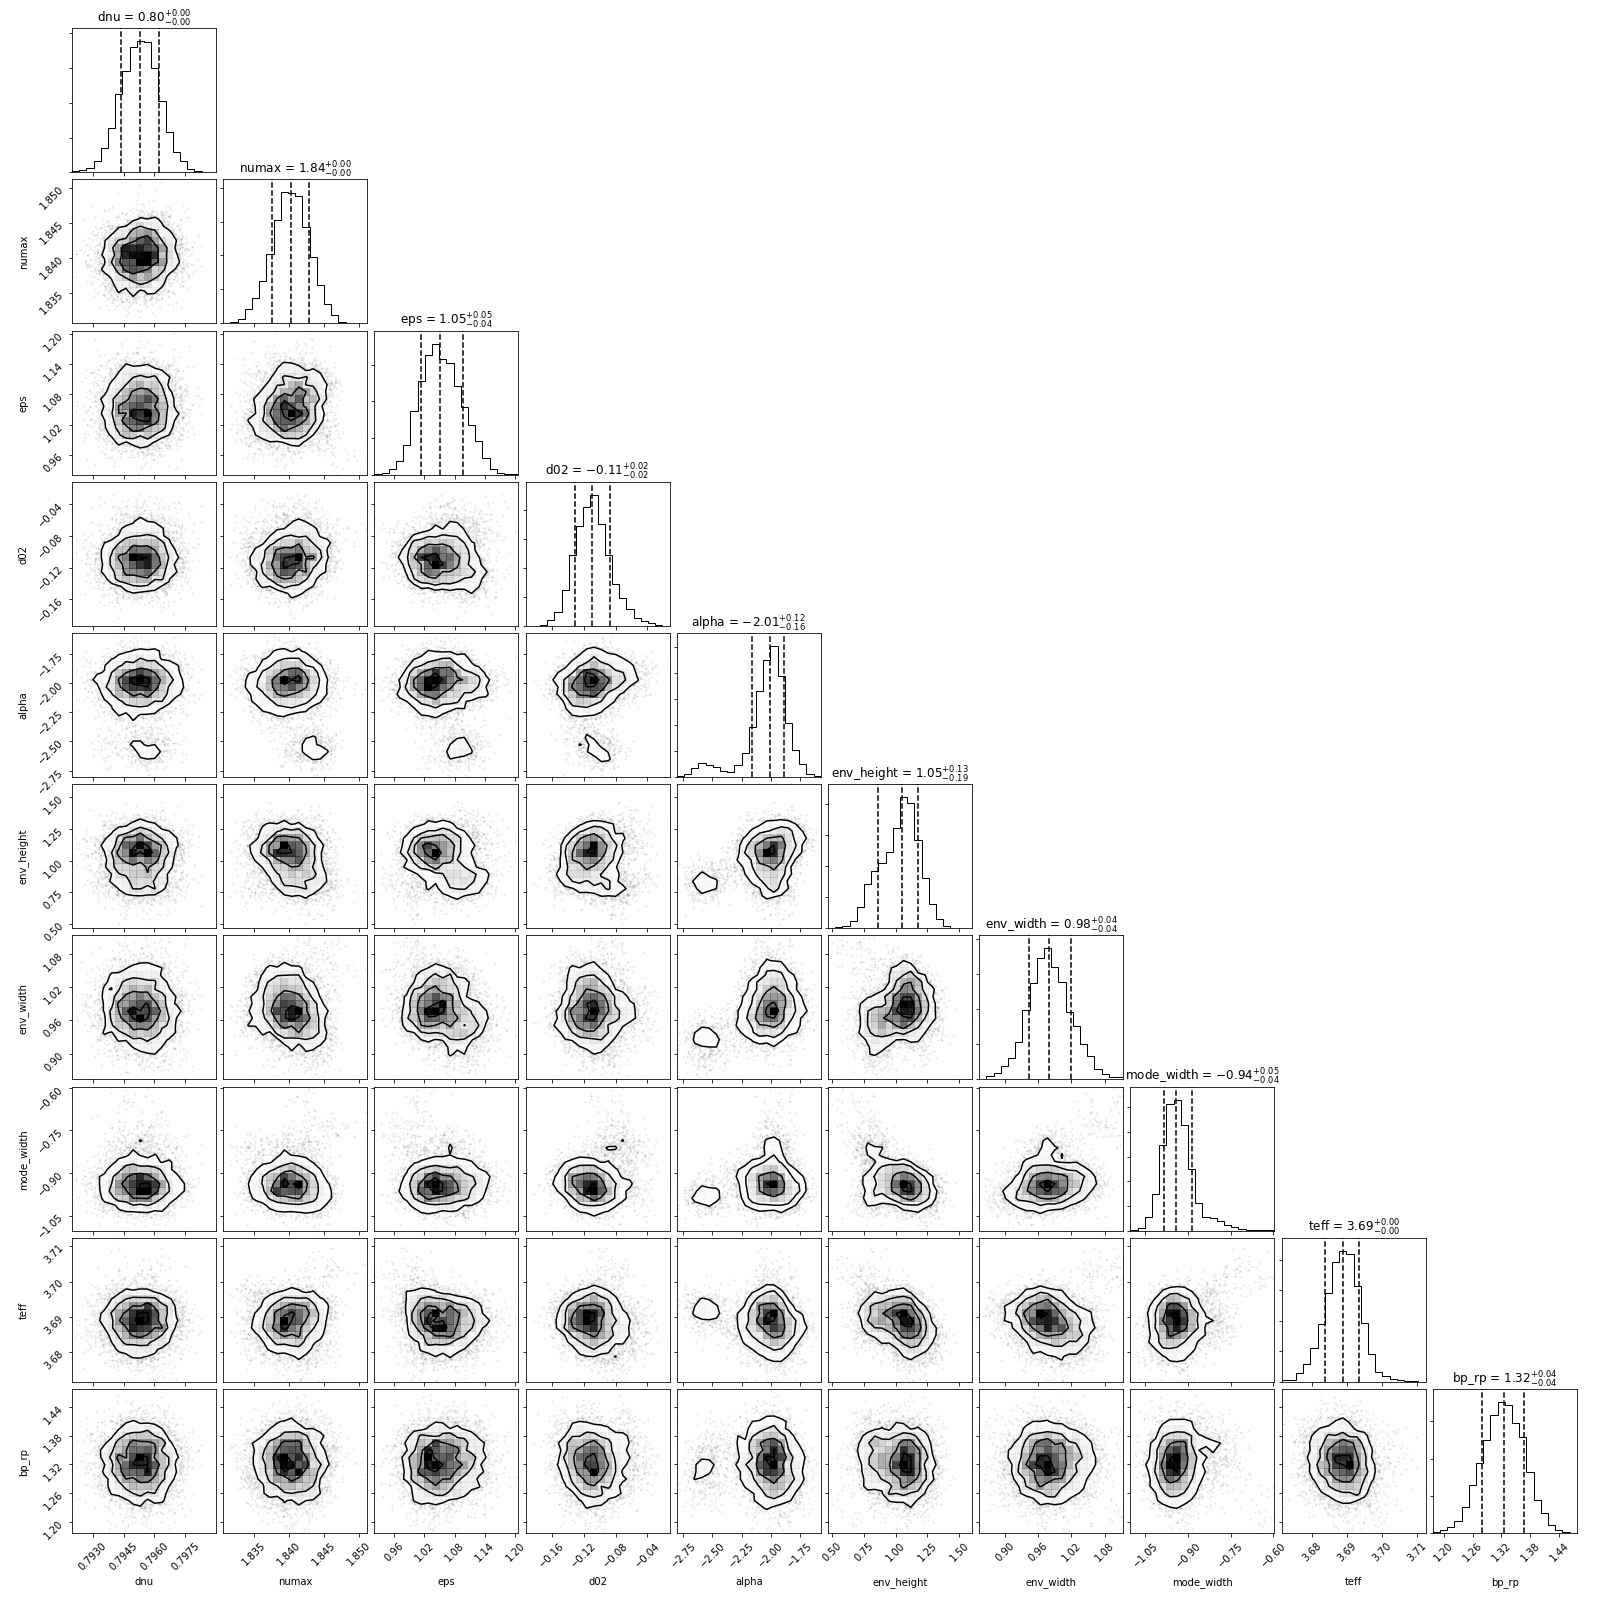 dnu = 0.80+0.00−0.00
numax = 1.84+0.00−0.00
1.850
1.845
1.840
1.835
numax
eps = 1.05+0.05−0.04
1.20
1.14
1.08
1.02
0.96
eps
d02 = −0.11+0.02−0.02
−0.04
−0.08
−0.12
−0.16
d02
alpha = −2.01+0.12−0.16
−1.75
−2.00
−2.25
−2.50
−2.75
alpha
env_height = 1.05+0.13−0.19
1.50
1.25
1.00
0.75
0.50
env_height
env_width = 0.98+0.04−0.04
1.08
1.02
0.96
0.90
env_width
mode_width = −0.94+0.05−0.04
−0.60
−0.75
−0.90
−1.05
mode_width
teff = 3.69+0.00−0.00
3.71
3.70
3.69
3.68
teff
bp_rp = 1.32+0.04−0.04
1.44
1.38
1.32
1.26
1.20
bp_rp
0.7930 0.7945 0.7960 0.7975 1.835 1.840 1.845 1.850 0.96 1.02 1.08 1.14 1.20 −0.16 −0.12 −0.08 −0.04 −2.75 −2.50 −2.25 −2.00 −1.75 0.50 0.75 1.00 1.25 1.50 0.90 0.96 1.02 1.08 −1.05 −0.90 −0.75 −0.60 3.68 3.69 3.70 3.71 1.20 1.26 1.32 1.38 1.44
dnu numax eps d02 alpha env_height env_width mode_width teff bp_rp